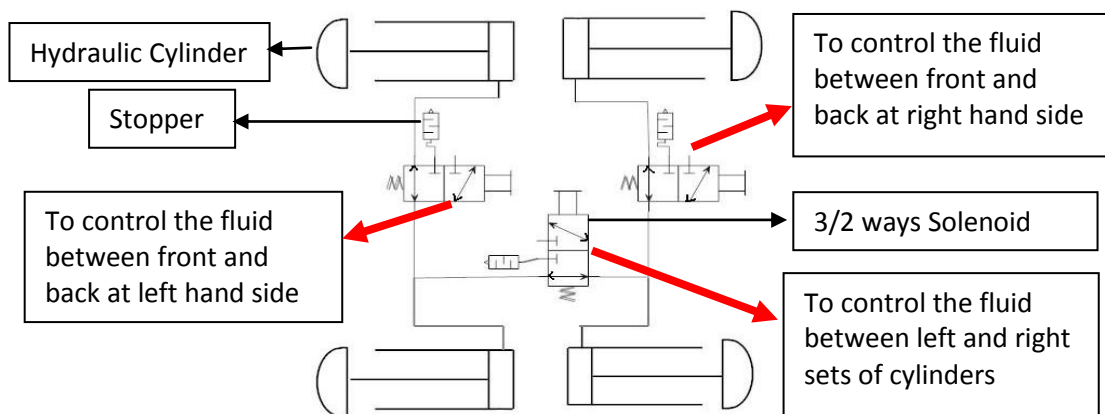 Hydraulic Cylinder
Stopper
To control the fluid
between front and
back at right hand side
To control the fluid
between front and
back at left hand side
3/2 ways Solenoid
To control the fluid
between left and right
sets of cylinders